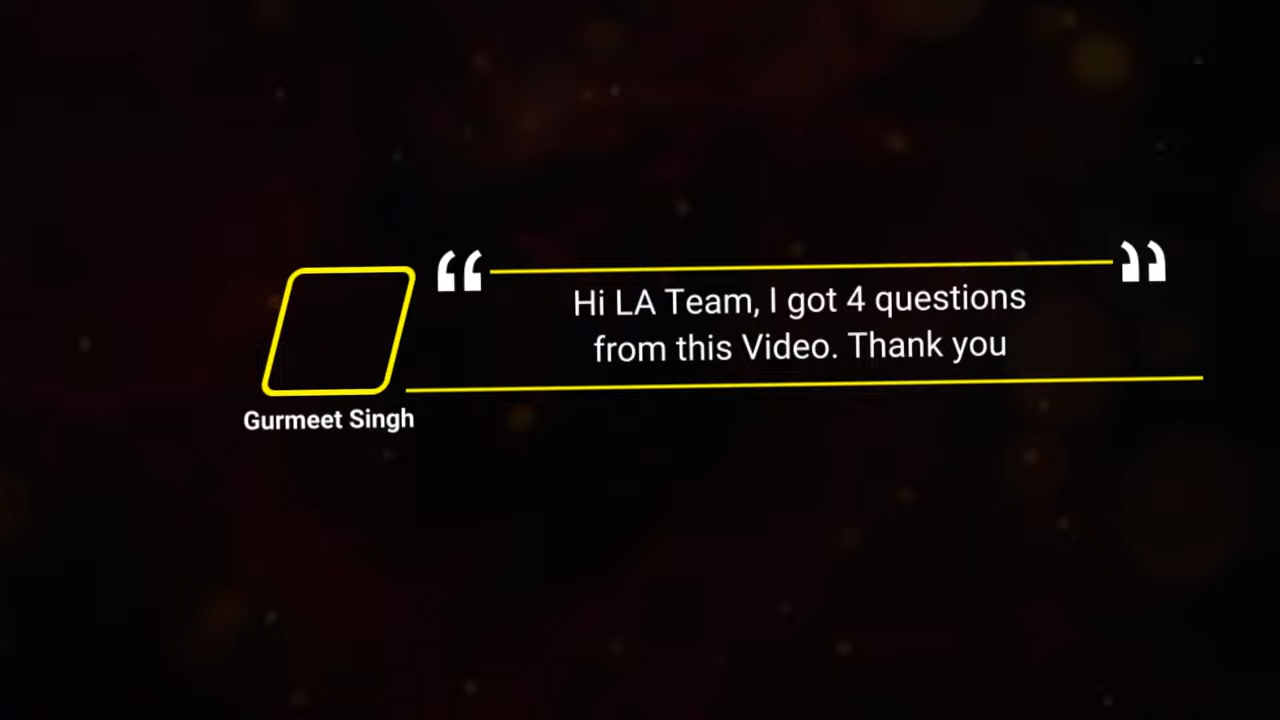 “ ”
Hi LA Team, I got 4 questions
from this Video. Thank you
Gurmeet Singh